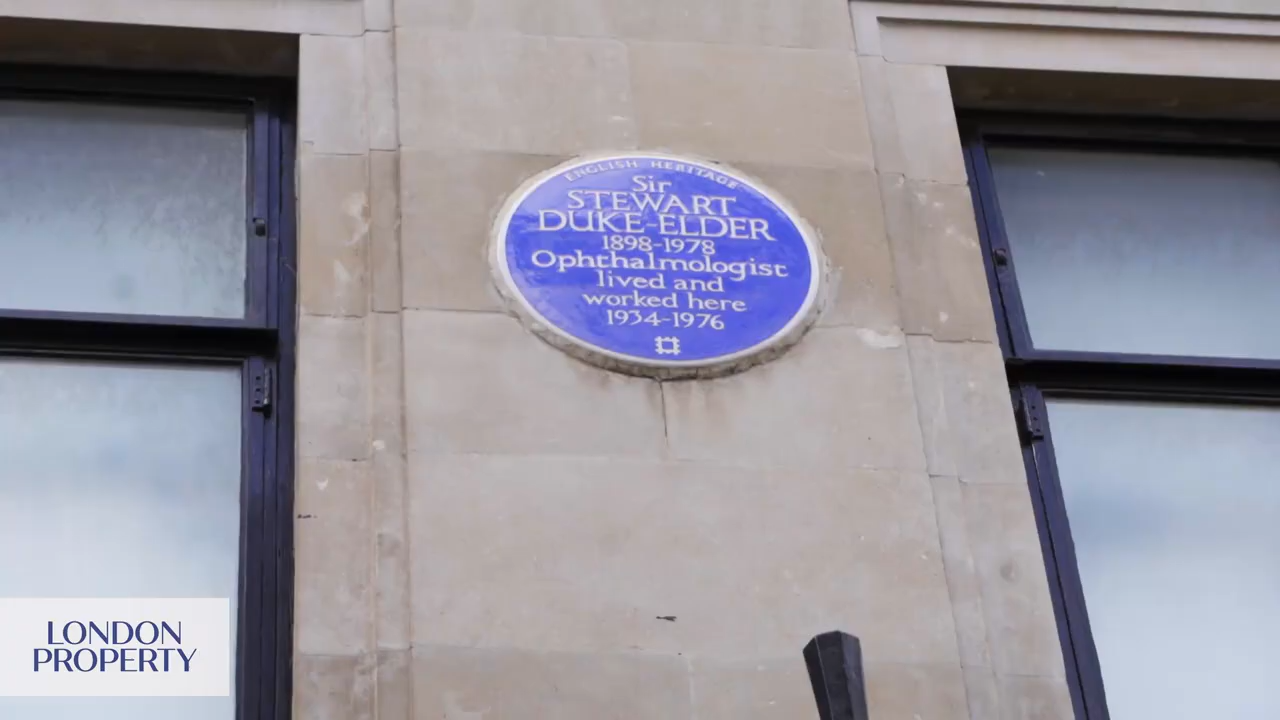 ENGLISH HERITAGE
Sir
STEWART
DUKE-ELDER
1898-1978
Ophthalmologist
lived and
worked here
1934-1976
LONDON
PROPERTY